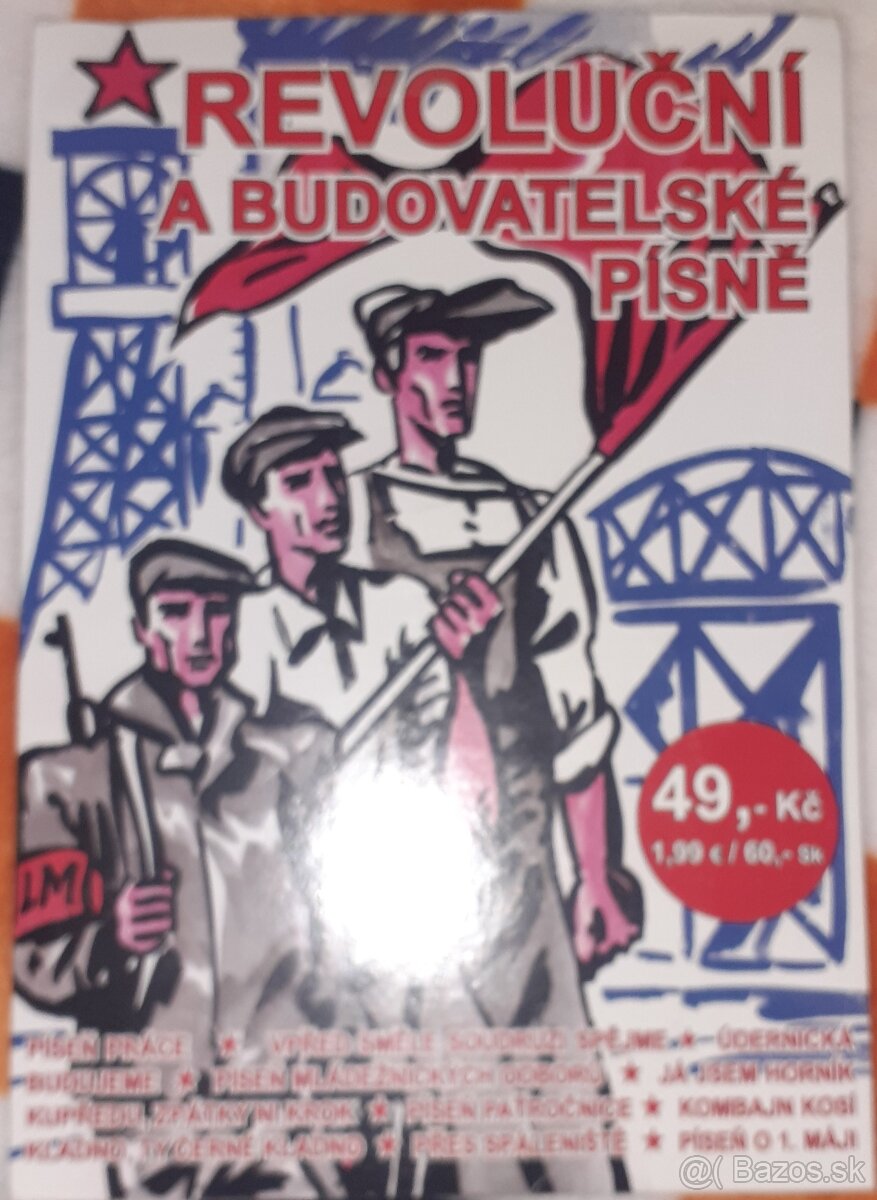 REVOLUČNÍ
A BUDOVATELSKÉ
PÍSNĚ
49,- Kč
1,99 € / 60,- Sk
LM
PÍSEŇ PRÁCE ★ VPŘED SMĚLE SOUDRUZI SPĚJME ★ ÚDERNICKÁ
BUDUJEME ★ PÍSEŇ MLÁDEŽNICKÝCH ÚDERNÍKŮ ★ JÁ JSEM HORNÍK
KUPŘEDU, ZPÁTKY NI KROK ★ PÍSEŇ PATROČNICE ★ KOMBAJN KOSÍ
KLADNO, TY ČERNÉ KLADNO ★ PŘES SPÁLENIŠTĚ ★ PÍSEŇ O 1. MÁJI
@( Bazos.sk